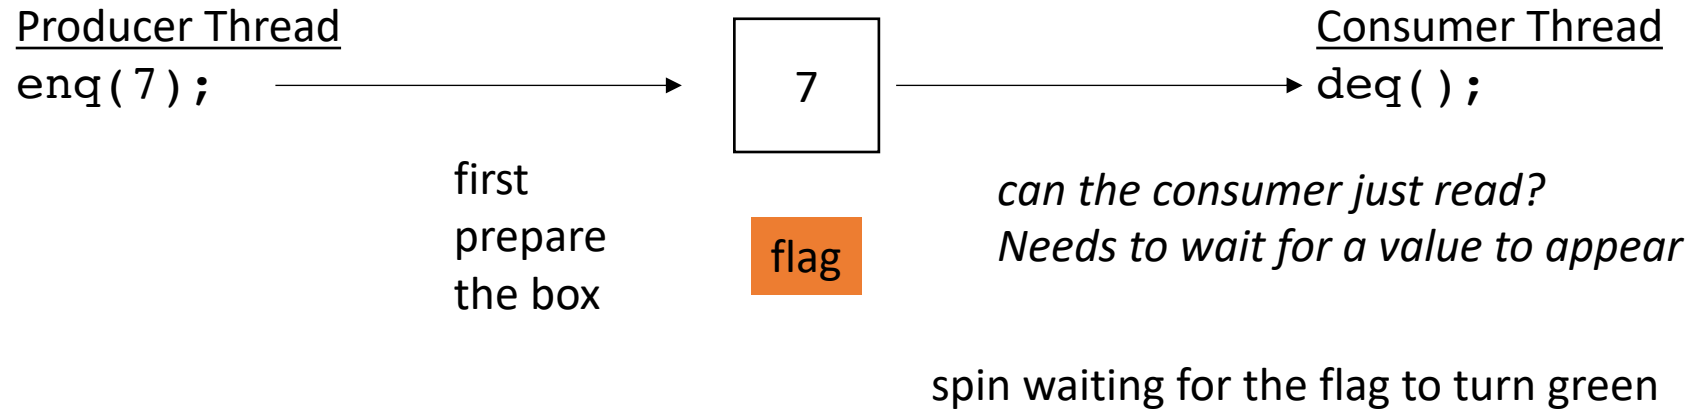 Producer Thread
enq(7);
first
prepare
the box
7
flag
Consumer Thread
deq();
can the consumer just read?
Needs to wait for a value to appear
spin waiting for the flag to turn green